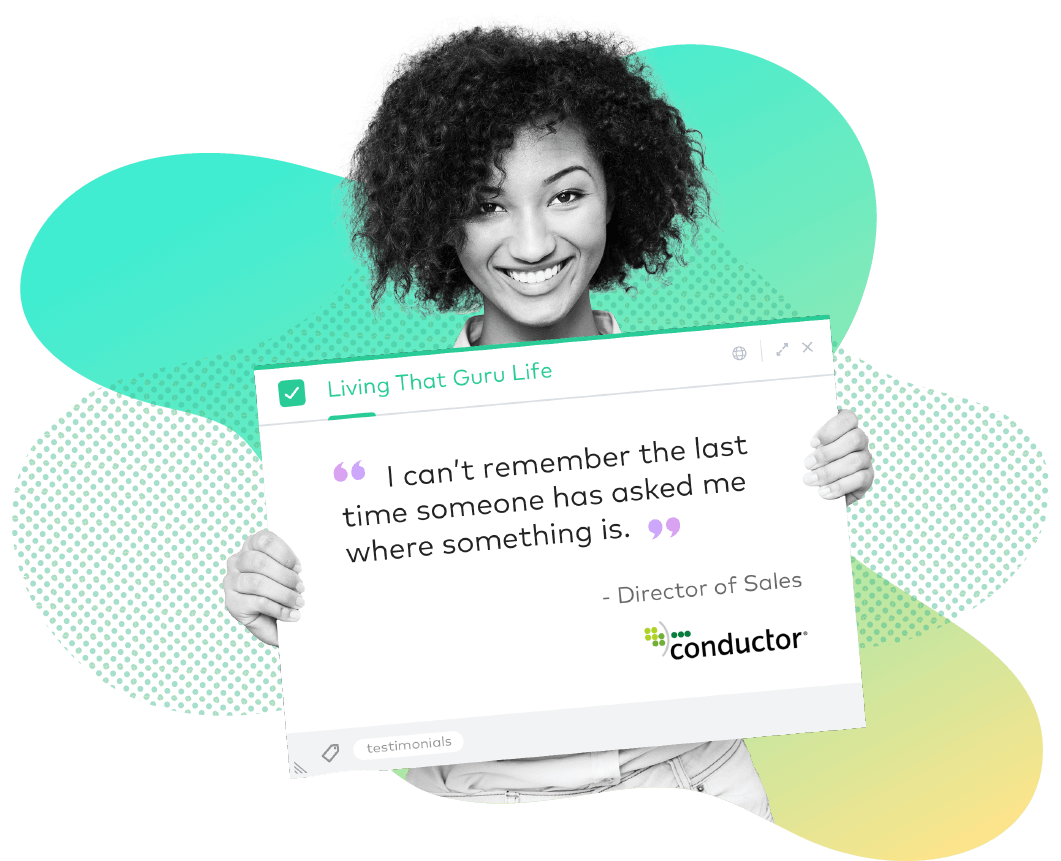 Living That Guru Life
“ I can’t remember the last
time someone has asked me
where something is. ”
- Director of Sales
conductor®
testimonials